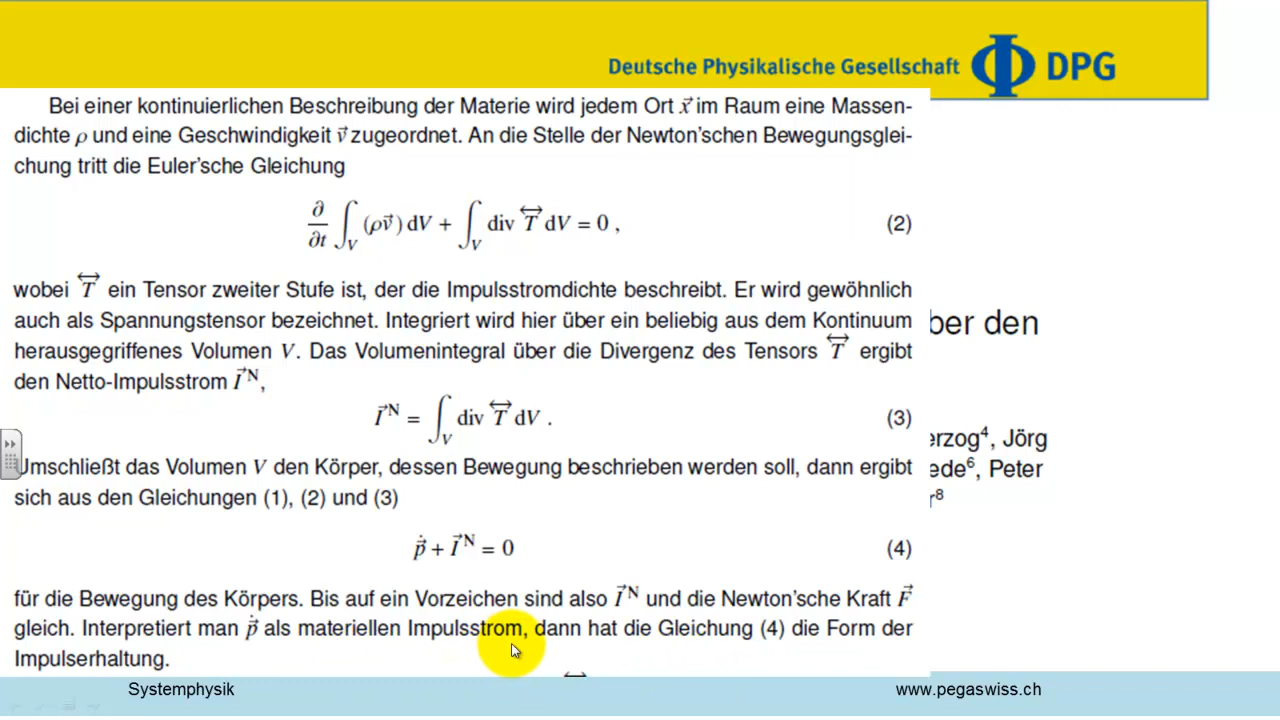 Deutsche Physikalische Gesellschaft DPG
Bei einer kontinuierlichen Beschreibung der Materie wird jedem Ort x⃗ im Raum eine Massen-
dichte ρ und eine Geschwindigkeit v⃗ zugeordnet. An die Stelle der Newton'schen Bewegungsglei-
chung tritt die Euler'sche Gleichung
∂/∂t ∫_V (ρv⃗) dV + ∫_V div T⃡ dV = 0 , (2)
wobei T⃡ ein Tensor zweiter Stufe ist, der die Impulsstromdichte beschreibt. Er wird gewöhnlich
auch als Spannungstensor bezeichnet. Integriert wird hier über ein beliebig aus dem Kontinuum
herausgegriffenes Volumen V. Das Volumenintegral über die Divergenz des Tensors T⃡ ergibt
den Netto-Impulsstrom I⃗^N,
I⃗^N = ∫_V div T⃡ dV . (3)
Umschließt das Volumen V den Körper, dessen Bewegung beschrieben werden soll, dann ergibt
sich aus den Gleichungen (1), (2) und (3)
ṗ⃗ + I⃗^N = 0 (4)
für die Bewegung des Körpers. Bis auf ein Vorzeichen sind also I⃗^N und die Newton'sche Kraft F⃗
gleich. Interpretiert man ṗ⃗ als materiellen Impulsstrom, dann hat die Gleichung (4) die Form der
Impulserhaltung.
ber den
erzog⁴, Jörg
ede⁶, Peter
r⁸
Systemphysik
www.pegaswiss.ch